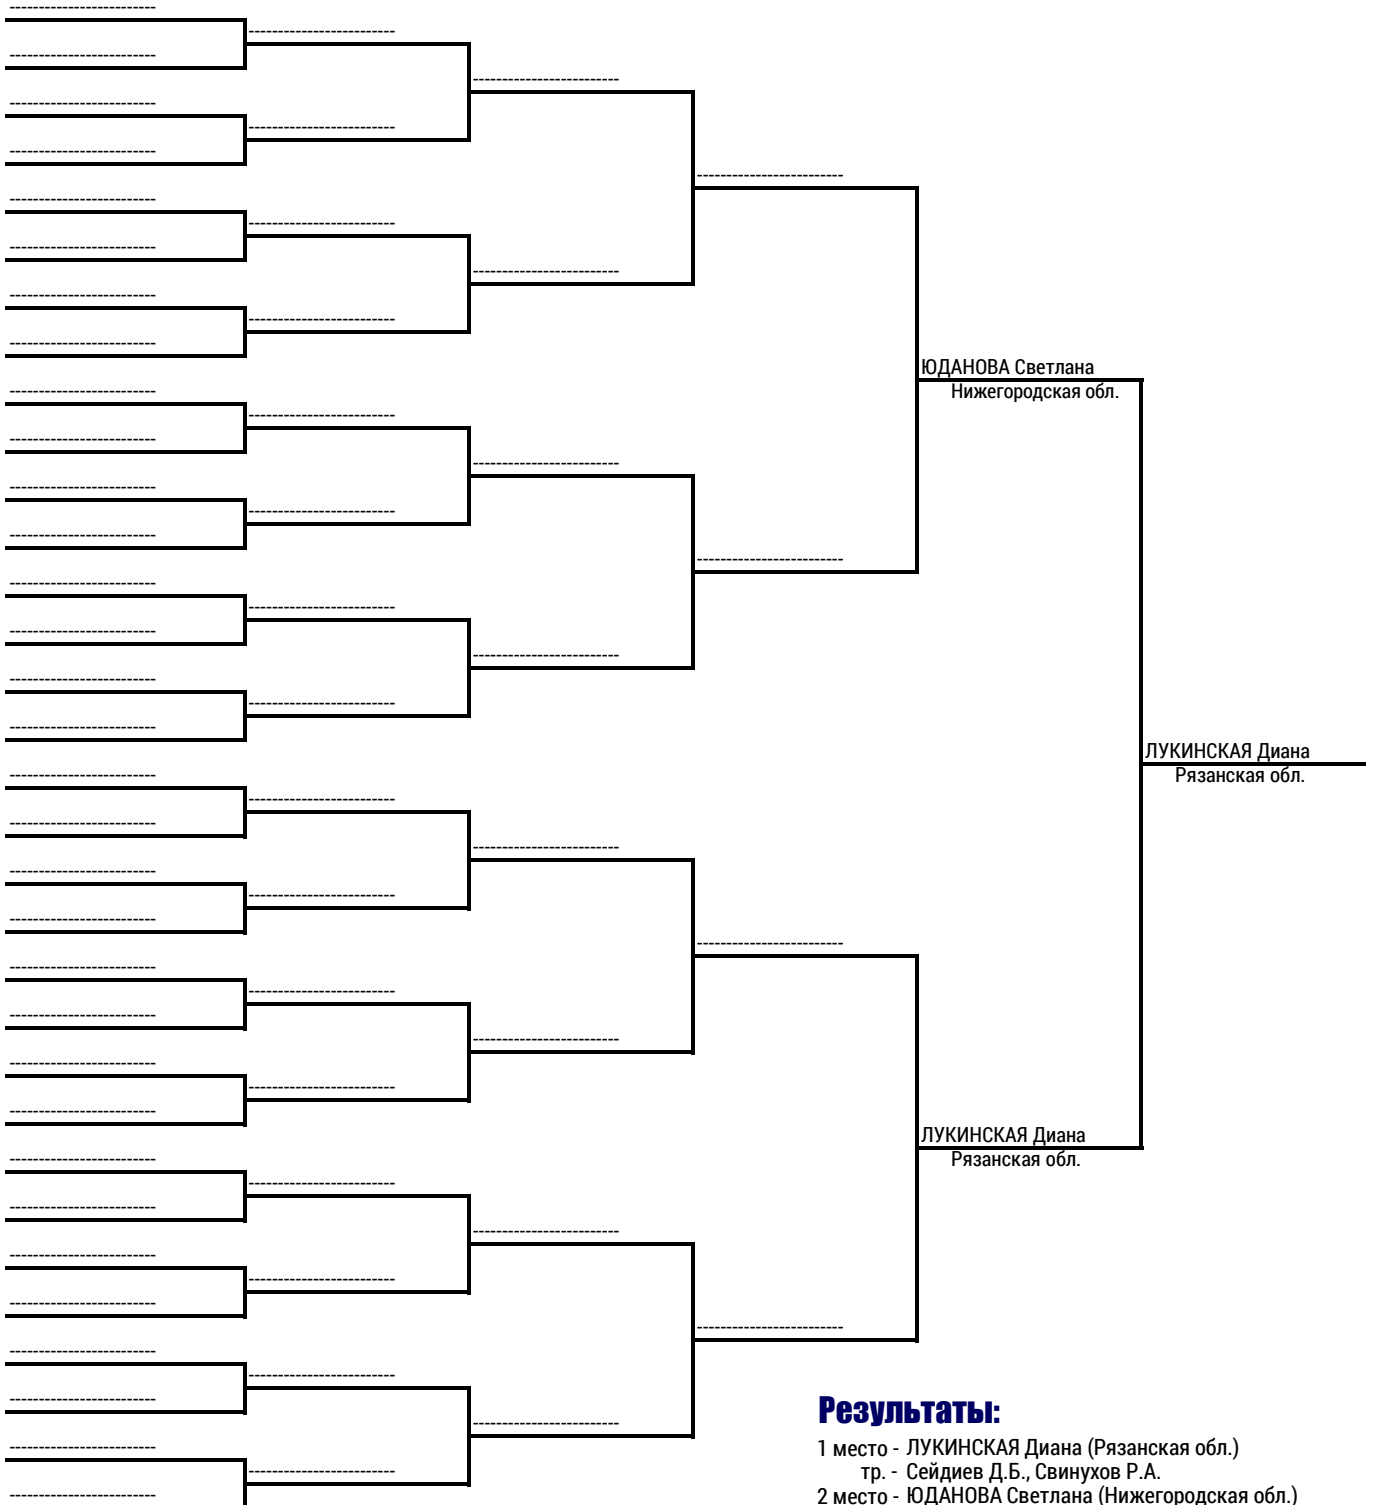 ЮДАНОВА Светлана
Нижегородская обл.
ЛУКИНСКАЯ Диана
Рязанская обл.
ЛУКИНСКАЯ Диана
Рязанская обл.
Результаты:
1 место - ЛУКИНСКАЯ Диана (Рязанская обл.)
тр. - Сейдиев Д.Б., Свинухов Р.А.
2 место - ЮДАНОВА Светлана (Нижегородская обл.)